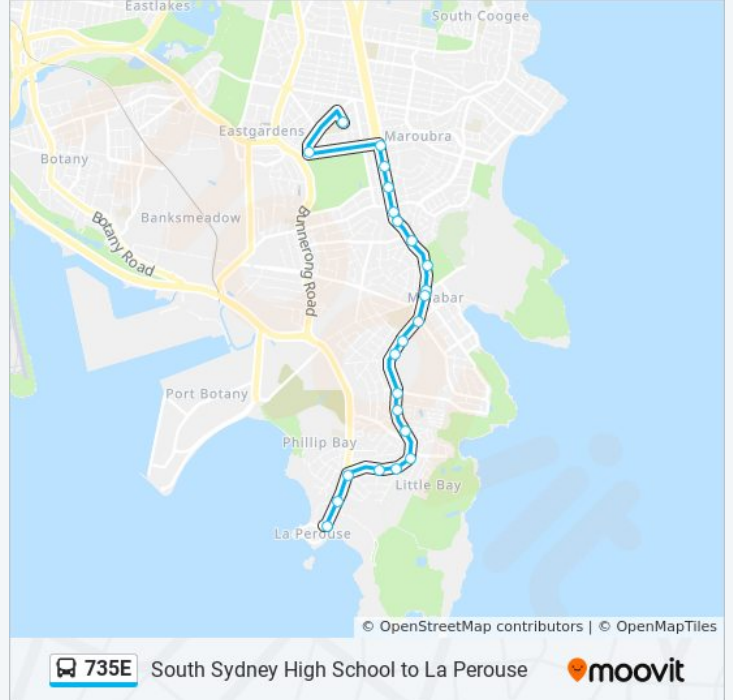 Eastlakes
South Coogee
Eastgardens
Maroubra
Botany
Banksmeadow
Botany Road
Bunnerong Road
Malabar
Port Botany
Phillip Bay
Little Bay
La Perouse
© OpenStreetMap contributors | © OpenMapTiles
735E South Sydney High School to La Perouse
moovit